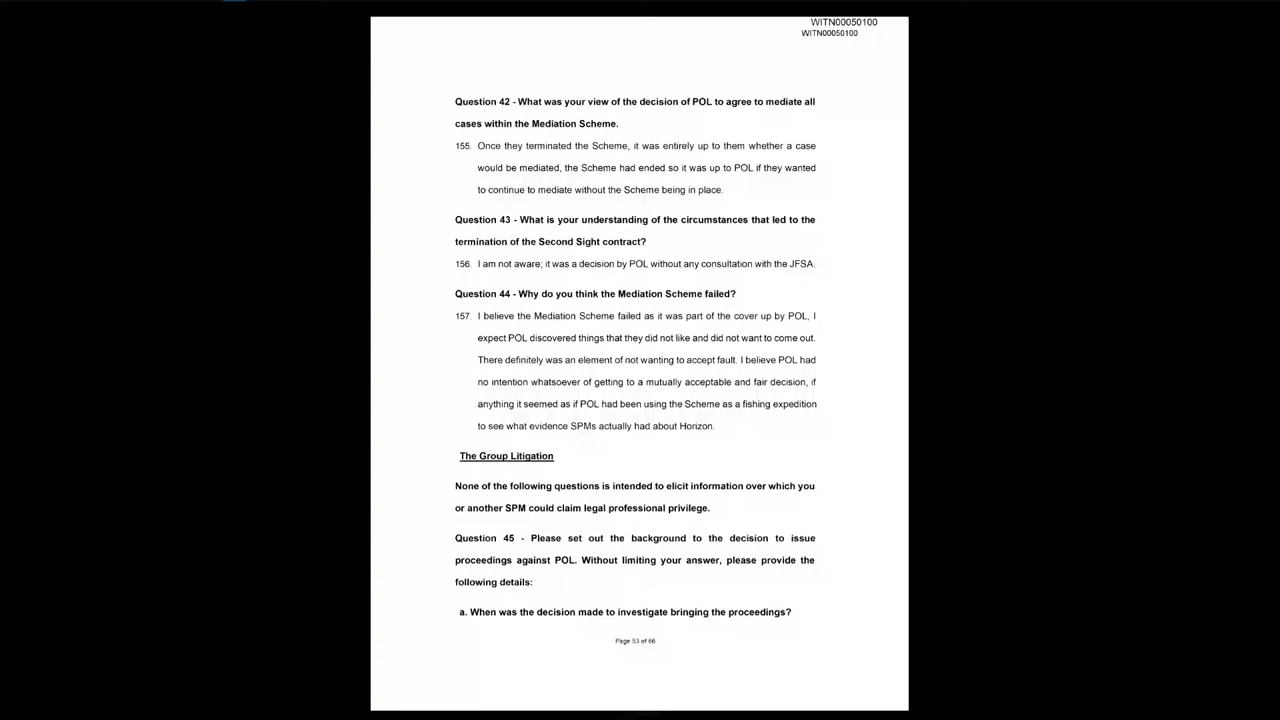 WITN00050100
WITN00050100
Question 42 - What was your view of the decision of POL to agree to mediate all
cases within the Mediation Scheme.
155. Once they terminated the Scheme, it was entirely up to them whether a case
would be mediated, the Scheme had ended so it was up to POL if they wanted
to continue to mediate without the Scheme being in place.
Question 43 - What is your understanding of the circumstances that led to the
termination of the Second Sight contract?
156. I am not aware; it was a decision by POL without any consultation with the JFSA.
Question 44 - Why do you think the Mediation Scheme failed?
157. I believe the Mediation Scheme failed as it was part of the cover up by POL, I
expect POL discovered things that they did not like and did not want to come out.
There definitely was an element of not wanting to accept fault. I believe POL had
no intention whatsoever of getting to a mutually acceptable and fair decision, if
anything it seemed as if POL had been using the Scheme as a fishing expedition
to see what evidence SPMs actually had about Horizon.
The Group Litigation
None of the following questions is intended to elicit information over which you
or another SPM could claim legal professional privilege.
Question 45 - Please set out the background to the decision to issue
proceedings against POL. Without limiting your answer, please provide the
following details:
a. When was the decision made to investigate bringing the proceedings?
Page 53 of 66